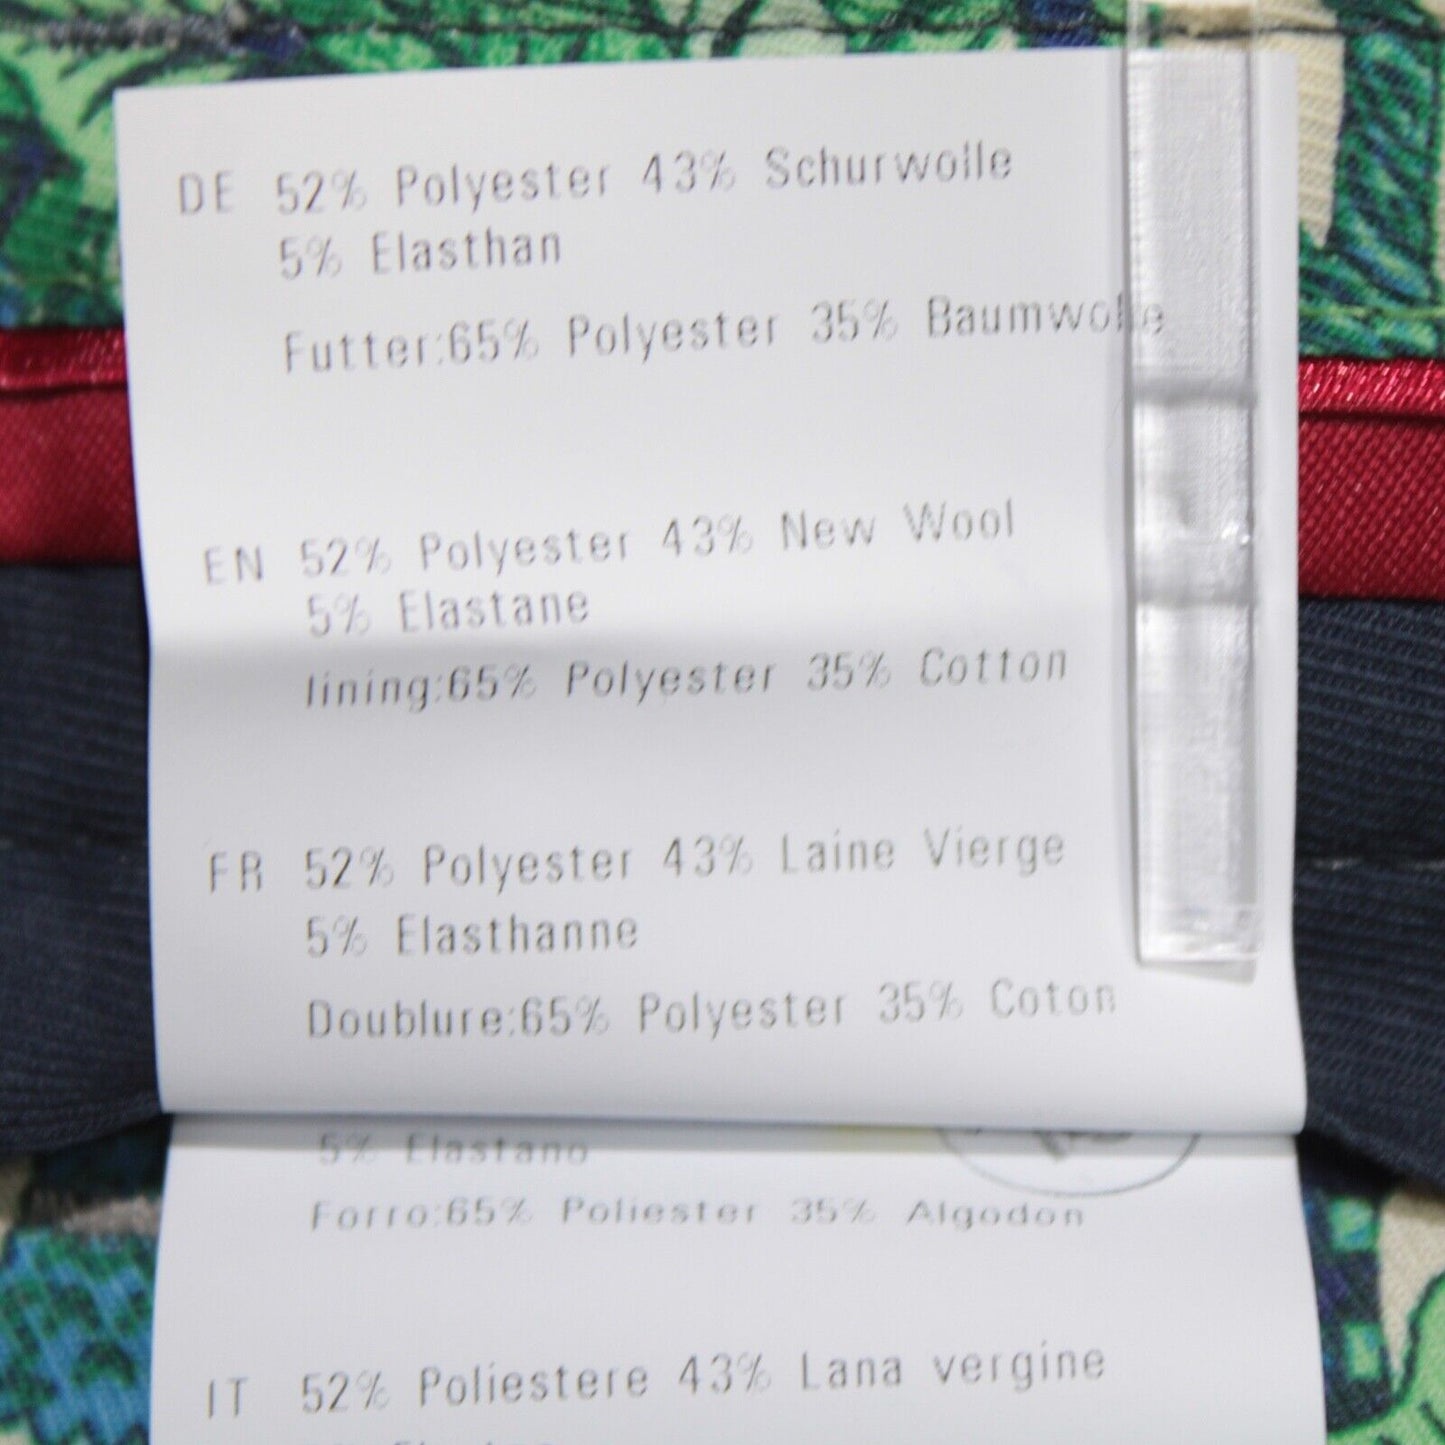 DE 52% Polyester 43% Schurwolle
5% Elasthan
Futter:65% Polyester 35% Baumwolle
EN 52% Polyester 43% New Wool
5% Elastane
lining:65% Polyester 35% Cotton
FR 52% Polyester 43% Laine Vierge
5% Elasthanne
Doublure:65% Polyester 35% Coton
5% Elastano
Forro:65% Poliester 35% Algodon
IT 52% Poliestere 43% Lana vergine